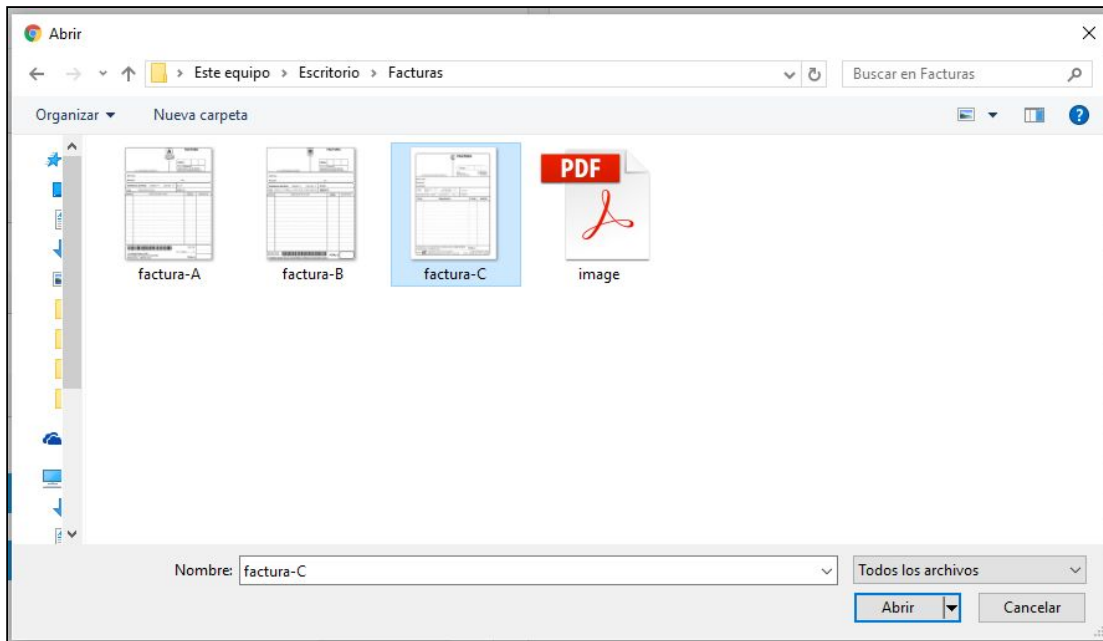 Abrir
Este equipo > Escritorio > Facturas
Buscar en Facturas
Organizar
Nueva carpeta
PDF
factura-A
factura-B
factura-C
image
Nombre:
factura-C
Todos los archivos
Abrir
Cancelar